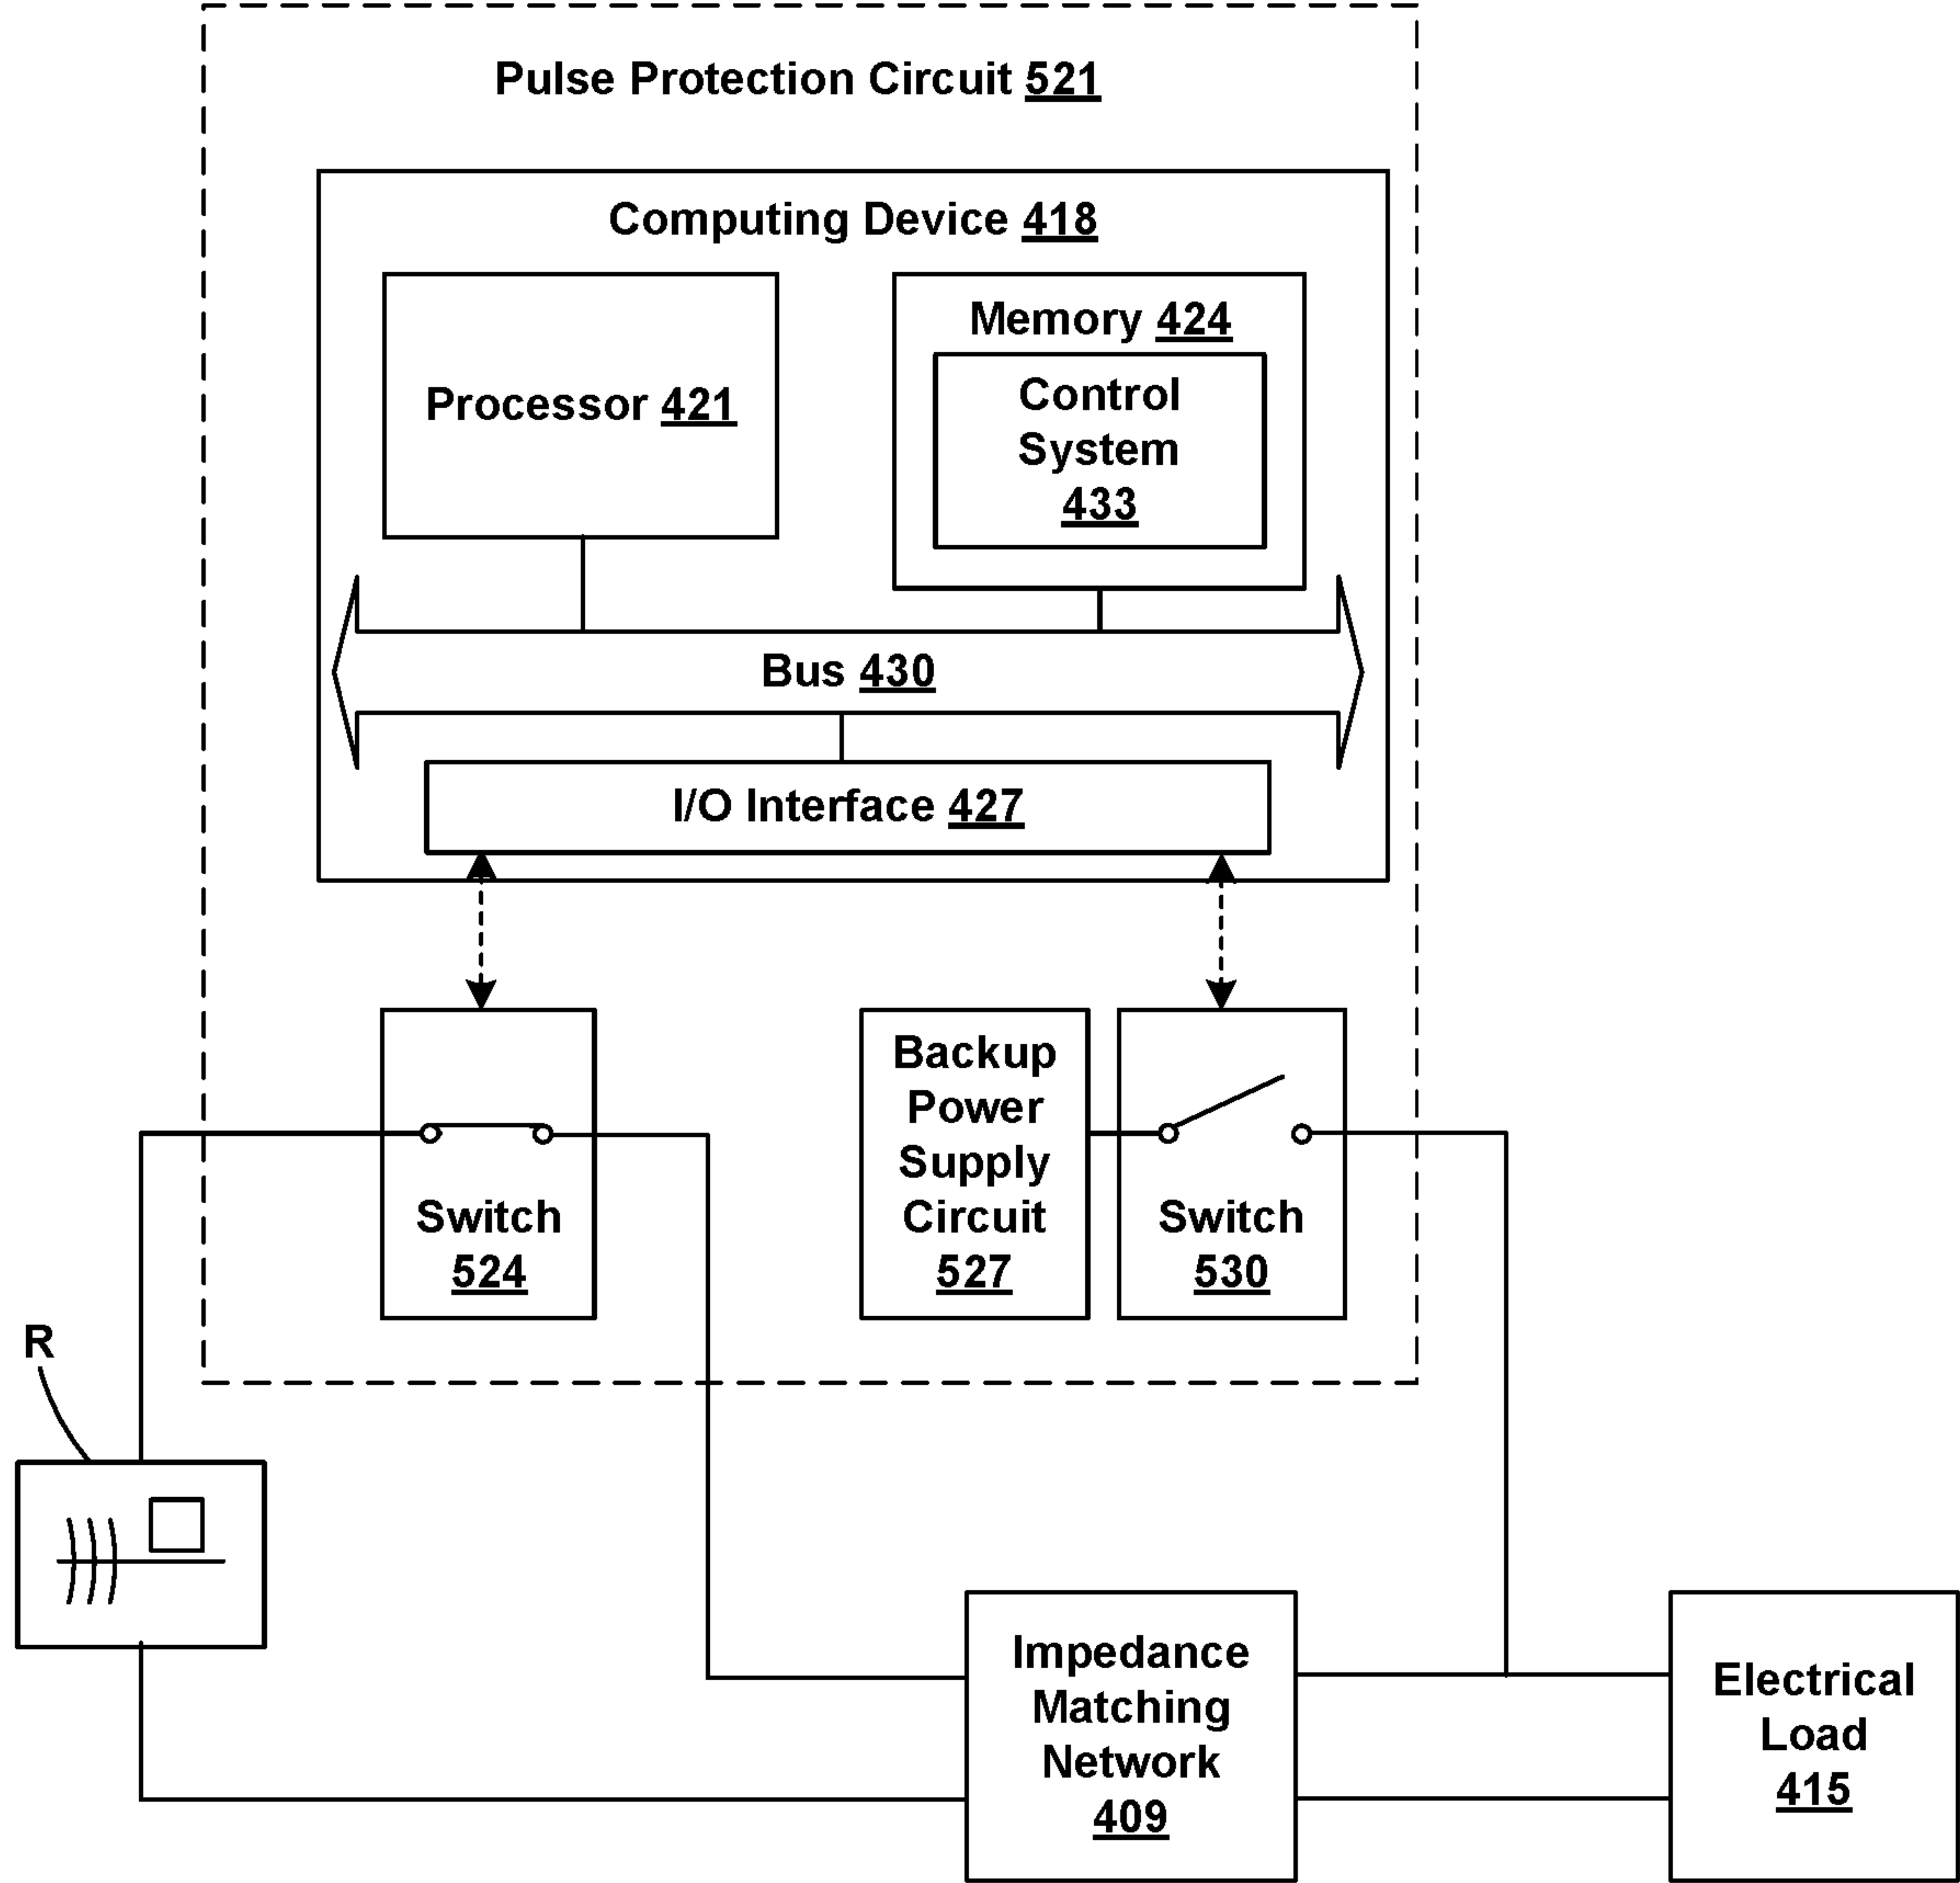 Pulse Protection Circuit 521
Computing Device 418
Processor 421
Memory 424
Control
System
433
Bus 430
I/O Interface 427
Switch
524
Backup
Power
Supply
Circuit
527
Switch
530
R
Impedance
Matching
Network
409
Electrical
Load
415